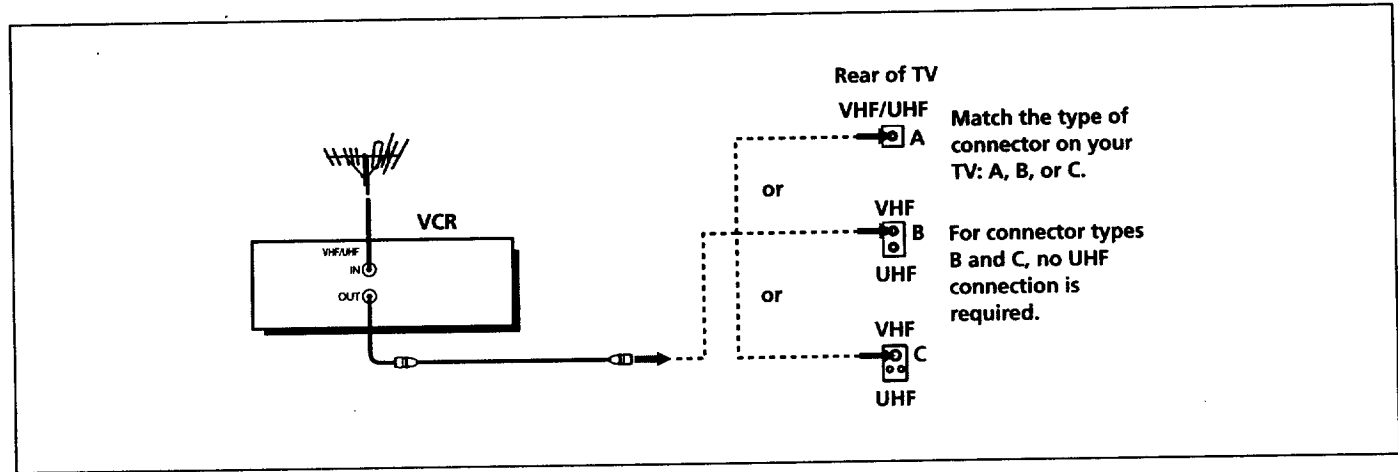 Rear of TV
VHF/UHF
A
Match the type of
connector on your
TV: A, B, or C.
or
VCR
VHF/UHF
IN
OUT
VHF
B
UHF
For connector types
B and C, no UHF
connection is
required.
or
VHF
C
UHF